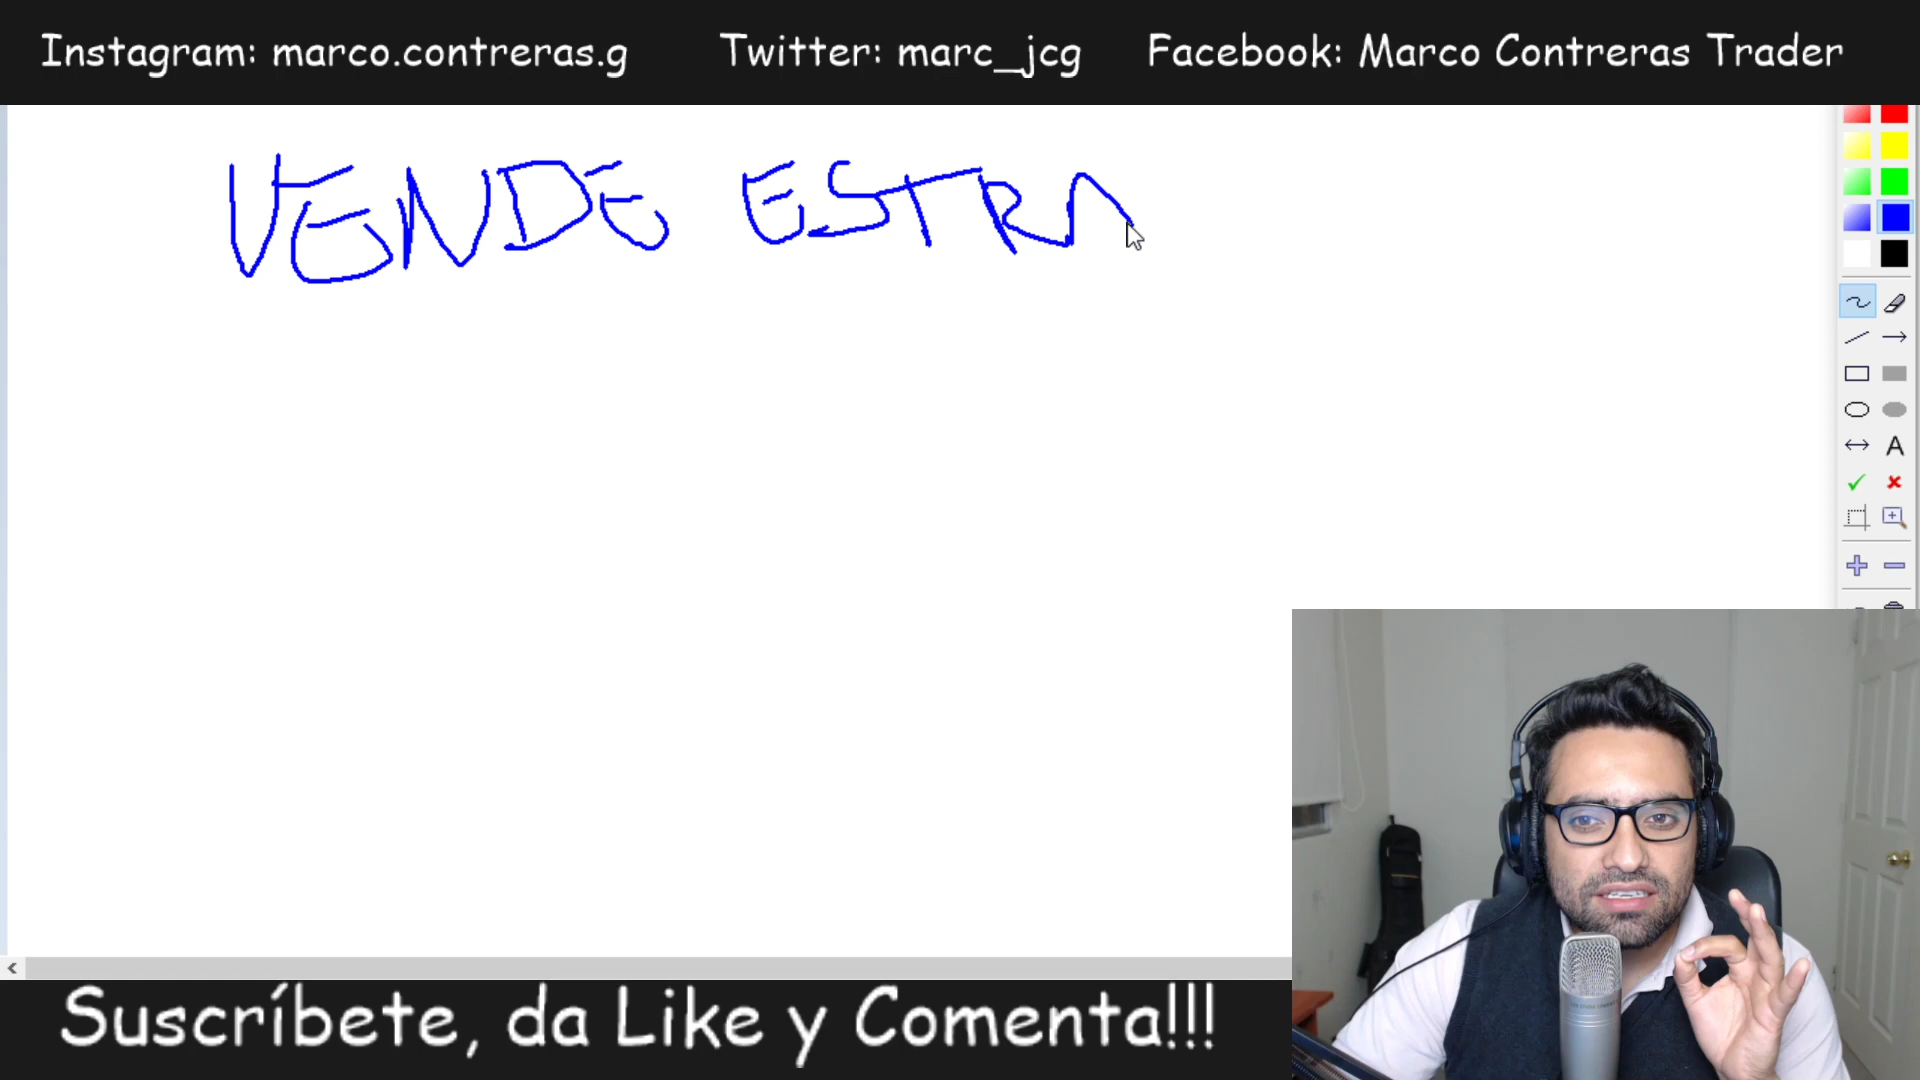 Instagram: marco.contreras.g Twitter: marc_jcg Facebook: Marco Contreras Trader
VENDE ESTRA
A
Suscríbete, da Like y Comenta!!!